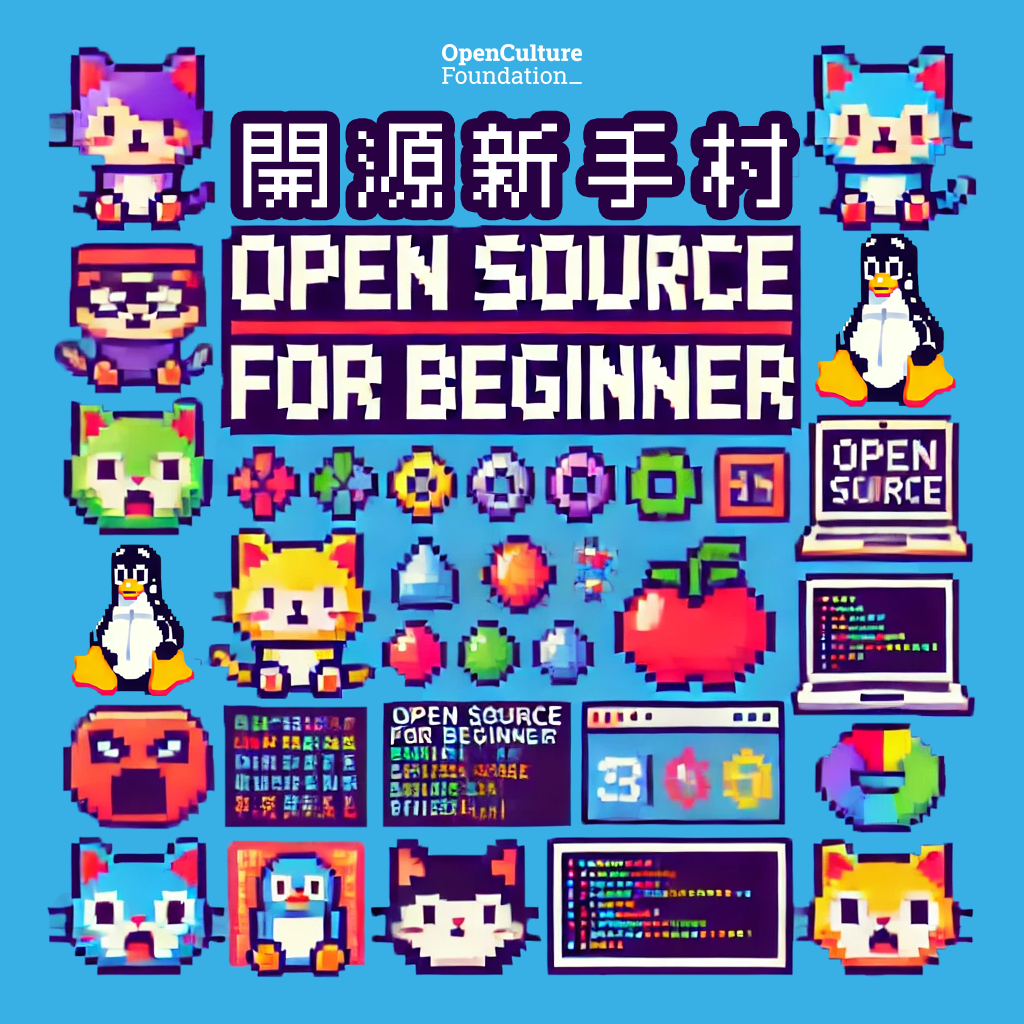 OpenCulture
Foundation_
開源新手村
OPEN SOURCE
FOR BEGINNER
OPEN
SOURCE
OPEN SOURCE
FOR BEGINNER